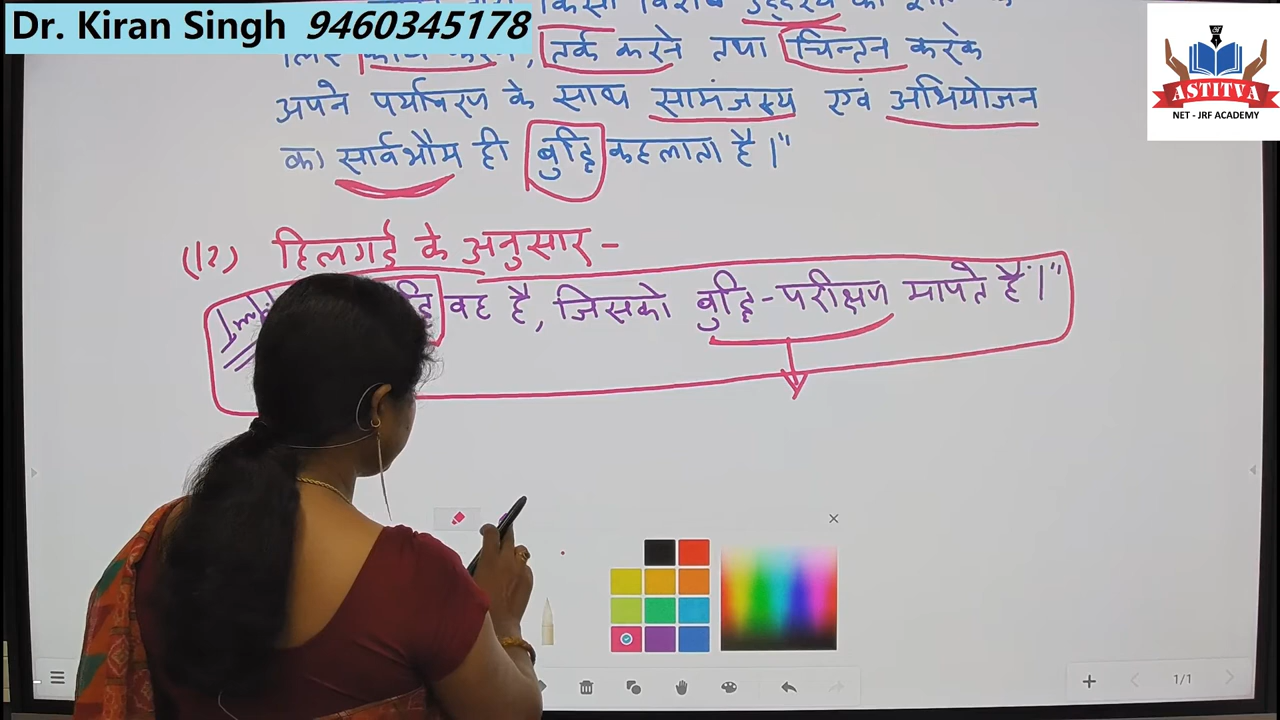 Dr. Kiran Singh 9460345178
ASTITVA
NET - JRF ACADEMY
तर्क करने तथा चिन्तन करके
अपने पर्यावरण के साथ सामंजस्य एवं अभियोजन
का सार्वभौम ही बुद्धि कहलाता है।"
(12) हिलगार्ड के अनुसार-
वह है, जिसको बुद्धि-परीक्षण मापते हैं।"
1/1